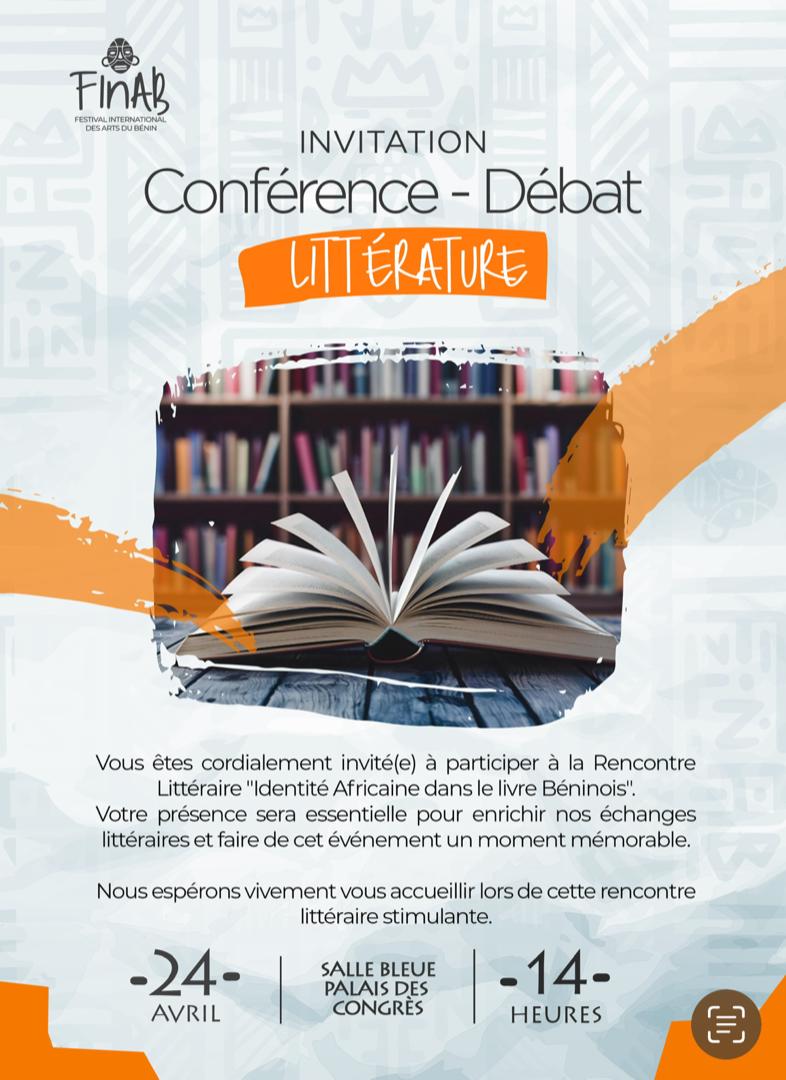 FInAB
FESTIVAL INTERNATIONAL
DES ARTS DU BÉNIN
INVITATION
Conférence - Débat
LITTÉRATURE
Vous êtes cordialement invité(e) à participer à la Rencontre
Littéraire "Identité Africaine dans le livre Béninois".
Votre présence sera essentielle pour enrichir nos échanges
littéraires et faire de cet événement un moment mémorable.
Nous espérons vivement vous accueillir lors de cette rencontre
littéraire stimulante.
-24-
AVRIL
SALLE BLEUE
PALAIS DES
CONGRÈS
-14-
HEURES